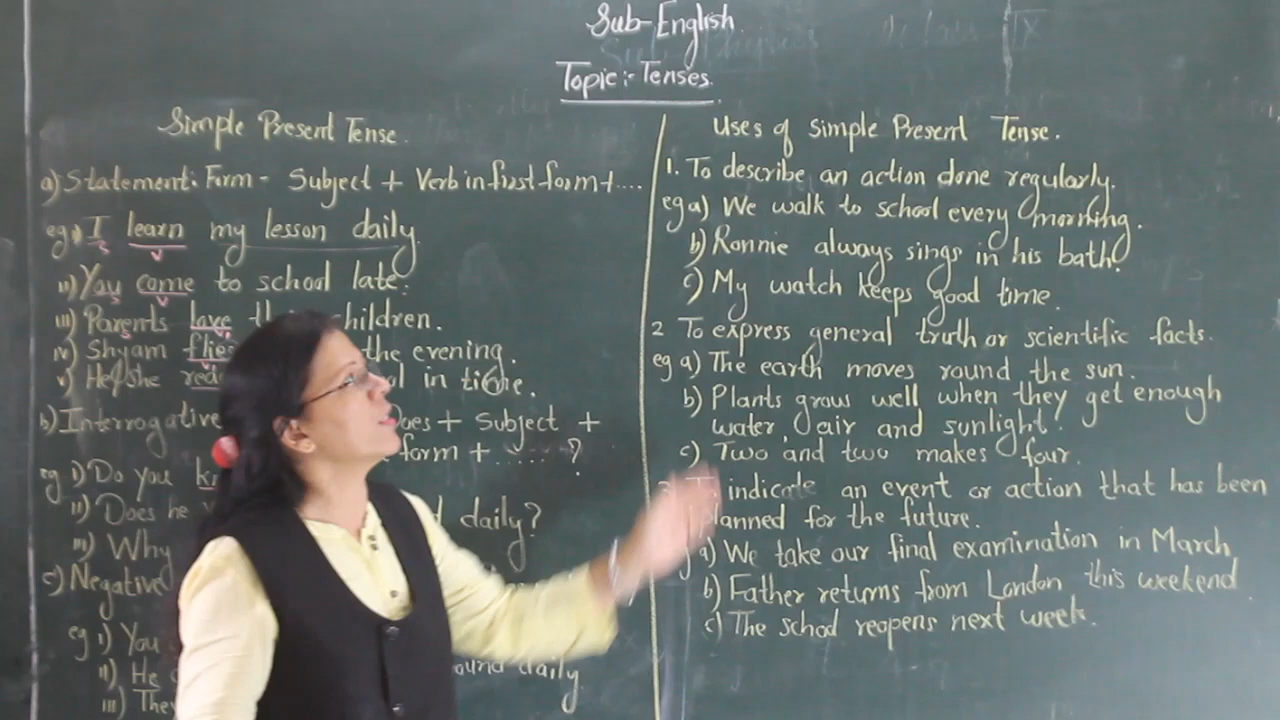 Sub-English
Topic:- Tenses.
Simple Present Tense.
a) Statement: Form - Subject + Verb in first form + ....
eg i) I learn my lesson daily.
ii) You come to school late.
iii) Parents love children.
iv) Shyam flies the evening.
v) He/she in time.
b) Interrogative + Subject +
form + ...... ?
eg i) Do you
ii) Does he daily?
iii) Why
c) Negative
eg i) You
ii) He daily.
iii) They
Uses of Simple Present Tense.
1. To describe an action done regularly.
eg a) We walk to school every morning.
b) Ronnie always sings in his bath.
c) My watch keeps good time.
2 To express general truth or scientific facts.
eg a) The earth moves round the sun.
b) Plants grow well when they get enough
water, air and sunlight.
c) Two and two makes four.
indicate an event or action that has been
planned for the future.
a) We take our final examination in March.
b) Father returns from London this weekend.
c) The school reopens next week.